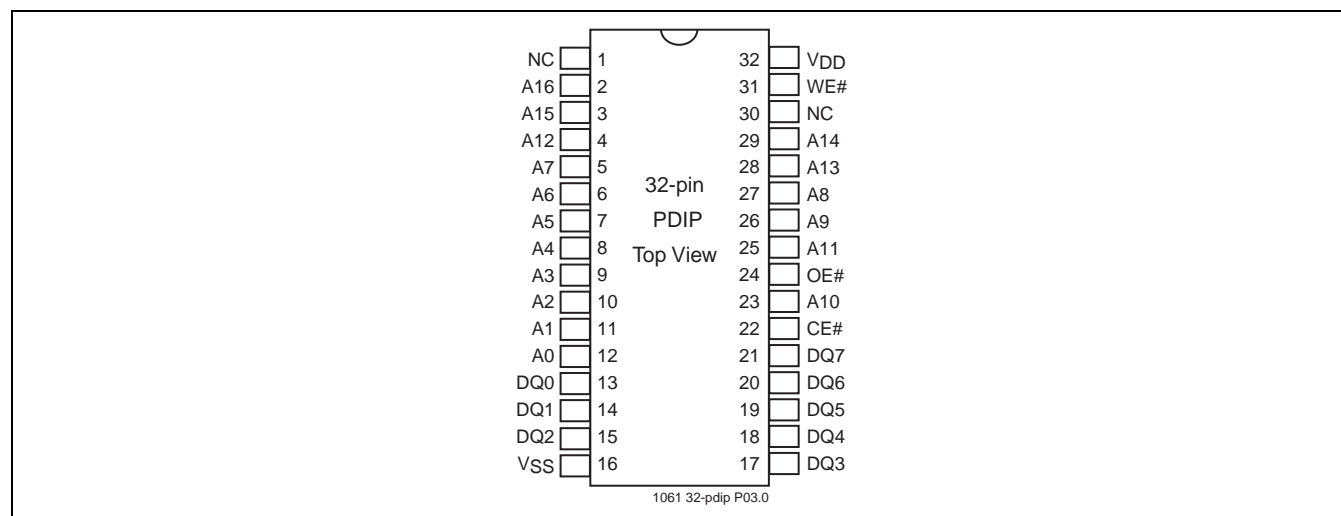 NC 1 32 VDD
A16 2 31 WE#
A15 3 30 NC
A12 4 29 A14
A7 5 28 A13
A6 6 32-pin 27 A8
A5 7 PDIP 26 A9
A4 8 Top View 25 A11
A3 9 24 OE#
A2 10 23 A10
A1 11 22 CE#
A0 12 21 DQ7
DQ0 13 20 DQ6
DQ1 14 19 DQ5
DQ2 15 18 DQ4
VSS 16 17 DQ3
1061 32-pdip P03.0